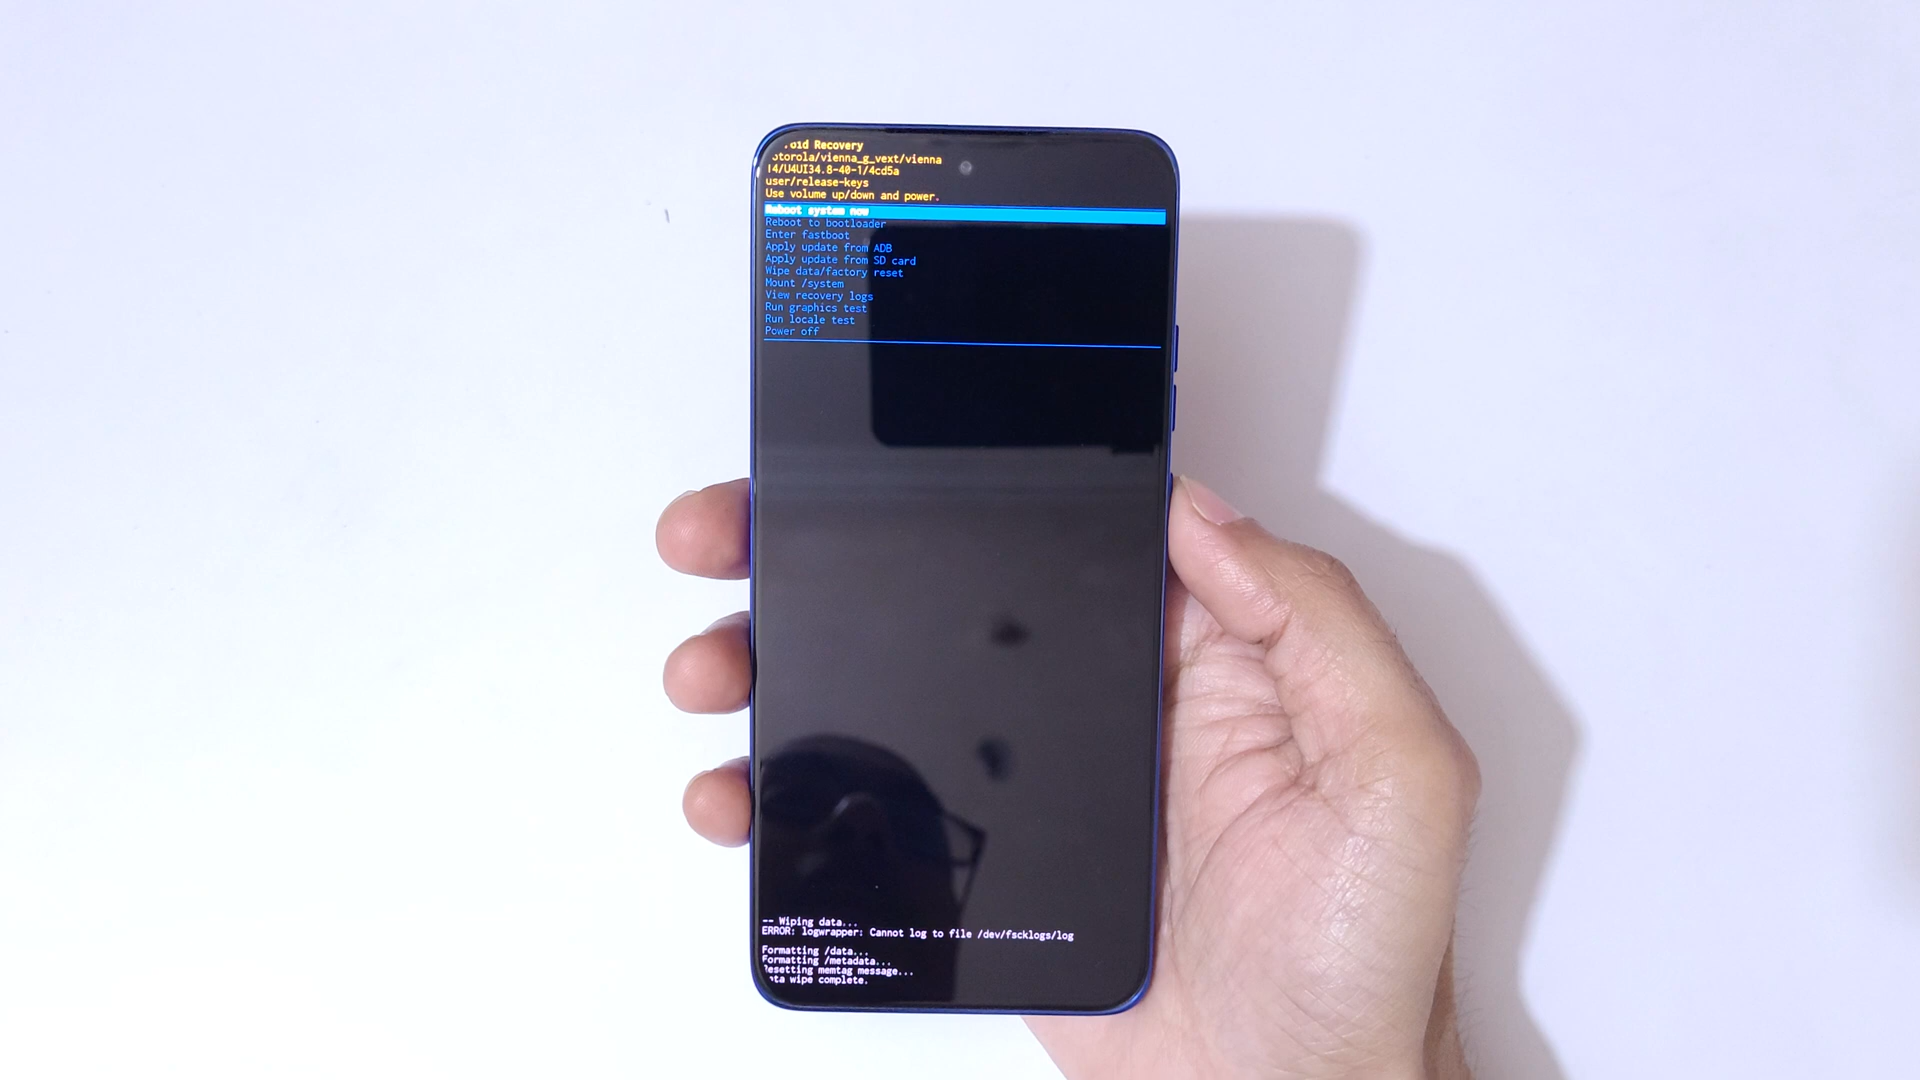 oid Recovery
otorola/vienna_g_vext/vienna
14/U4UI34.8-40-1/4cd5a
user/release-keys
Use volume up/down and power.
Reboot system now
Reboot to bootloader
Enter fastboot
Apply update from ADB
Apply update from SD card
Wipe data/factory reset
Mount /system
View recovery logs
Run graphics test
Run locale test
Power off
-- Wiping data...
ERROR: logwrapper: Cannot log to file /dev/fscklogs/log
Formatting /data...
Formatting /metadata...
Resetting memtag message...
ta wipe complete.